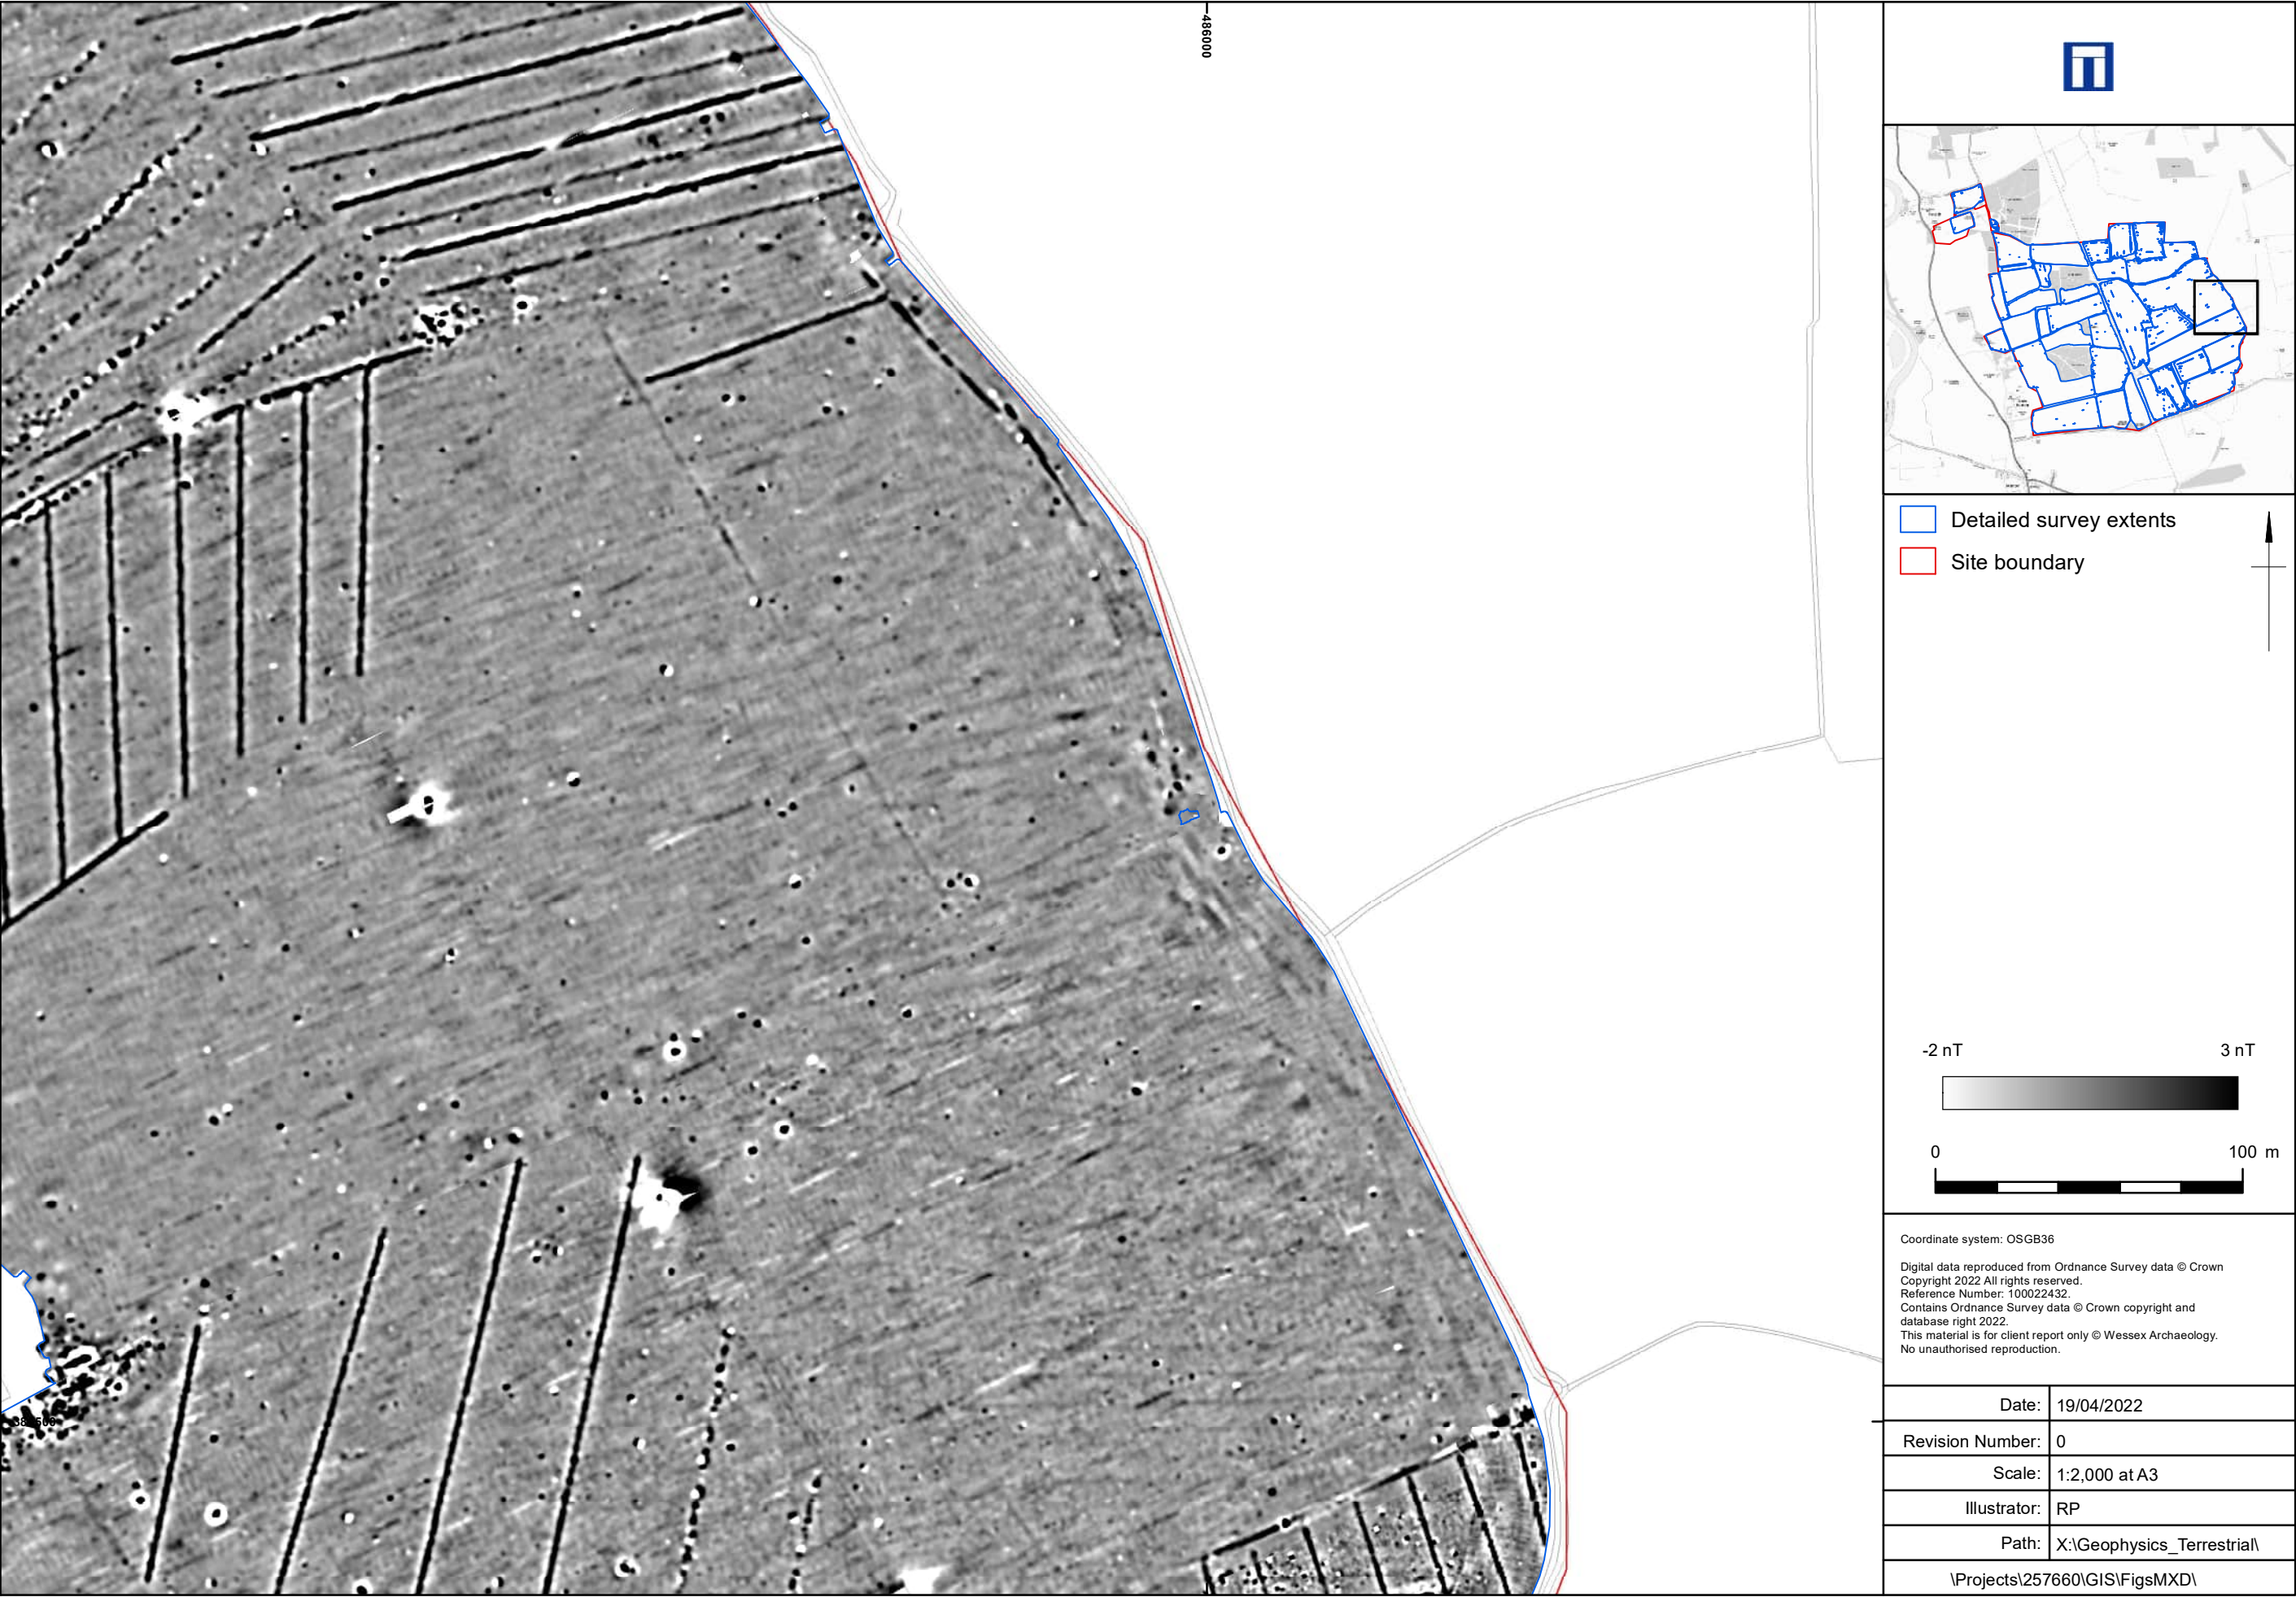 486000
Detailed survey extents
Site boundary
-2 nT
3 nT
0
100 m
Coordinate system: OSGB36
Digital data reproduced from Ordnance Survey data © Crown
Copyright 2022 All rights reserved.
Reference Number: 100022432.
Contains Ordnance Survey data © Crown copyright and
database right 2022.
This material is for client report only © Wessex Archaeology.
No unauthorised reproduction.
Date: 19/04/2022
Revision Number: 0
Scale: 1:2,000 at A3
Illustrator: RP
Path: X:\Geophysics_Terrestrial\
\Projects\257660\GIS\FigsMXD\